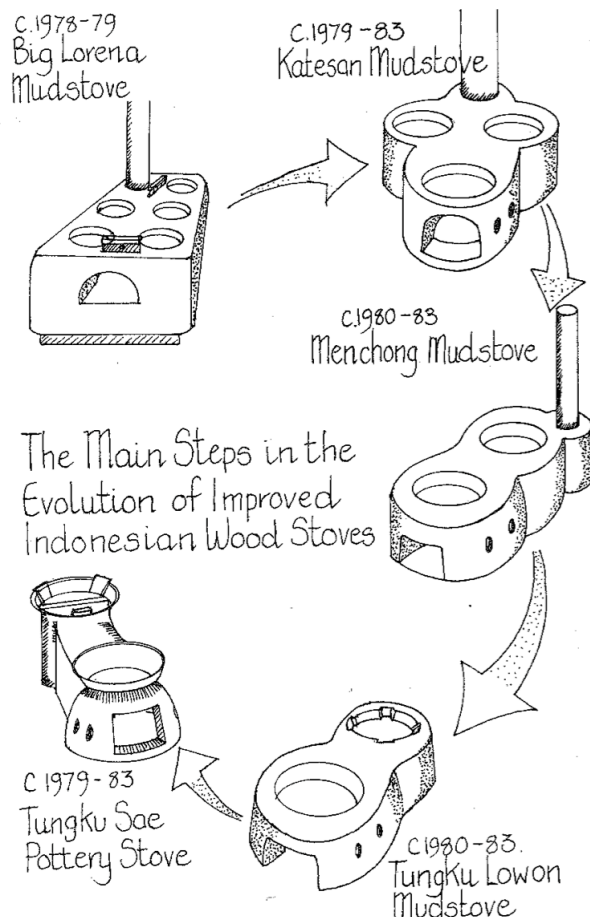 C.1978-79
Big Lorena
Mudstove
C.1979-83
Katesan Mudstove
C.1980-83
Menchong Mudstove
The Main Steps in the
Evolution of Improved
Indonesian Wood Stoves
C 1979-83
Tungku Sae
Pottery Stove
C1980-83.
Tungku Lowon
Mudstove